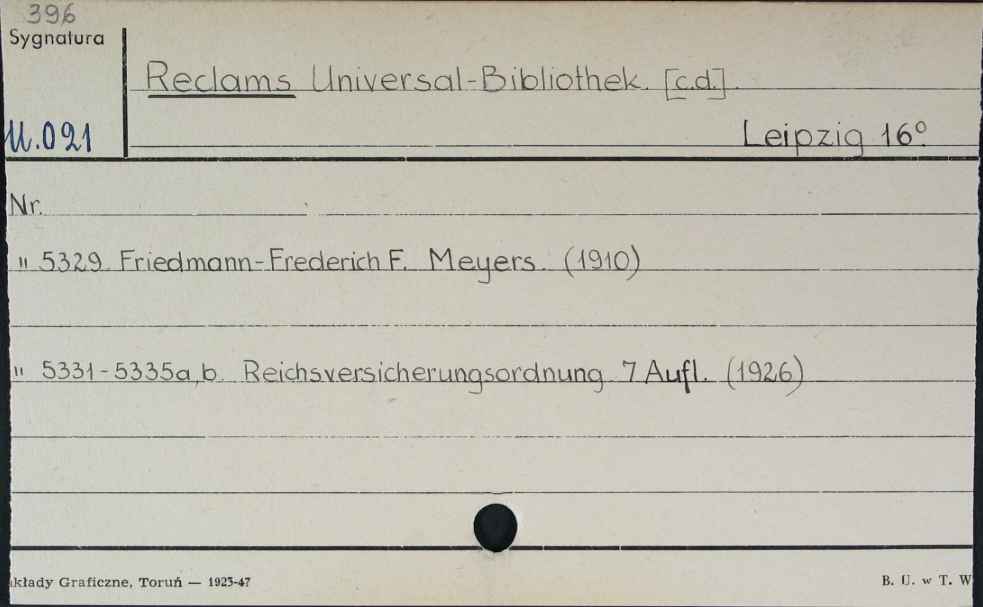 396
Sygnatura
Reclams Universal-Bibliothek. [c.d.].
U.021
Leipzig 16°
Nr.
" 5329 Friedmann-Frederich F. Meyers. (1910)
" 5331-5335a,b. Reichsversicherungsordnung 7 Aufl. (1926)
kłady Graficzne, Toruń — 1923-47
B. U. w T. W